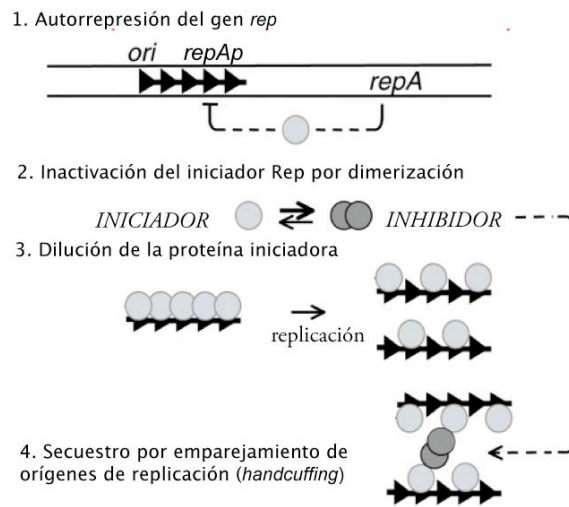 1. Autorrepresión del gen rep
ori repAp
repA
2. Inactivación del iniciador Rep por dimerización
INICIADOR INHIBIDOR
3. Dilución de la proteína iniciadora
replicación
4. Secuestro por emparejamiento de
orígenes de replicación (handcuffing)